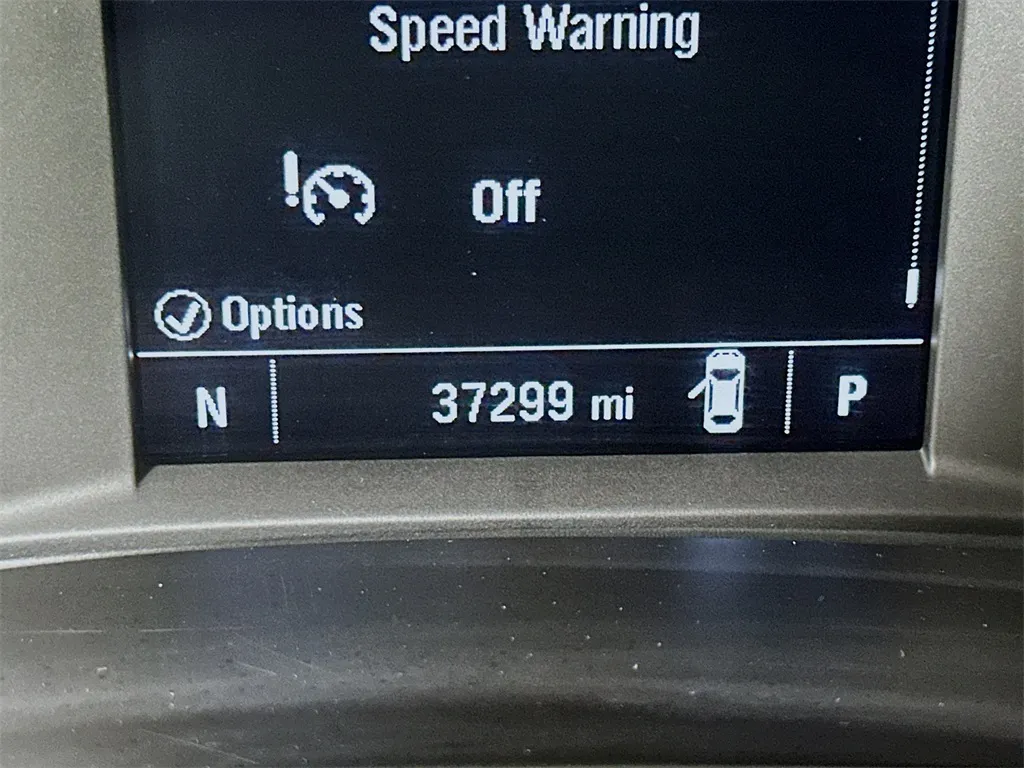 Speed Warning
Off
Options
N 37299 mi P